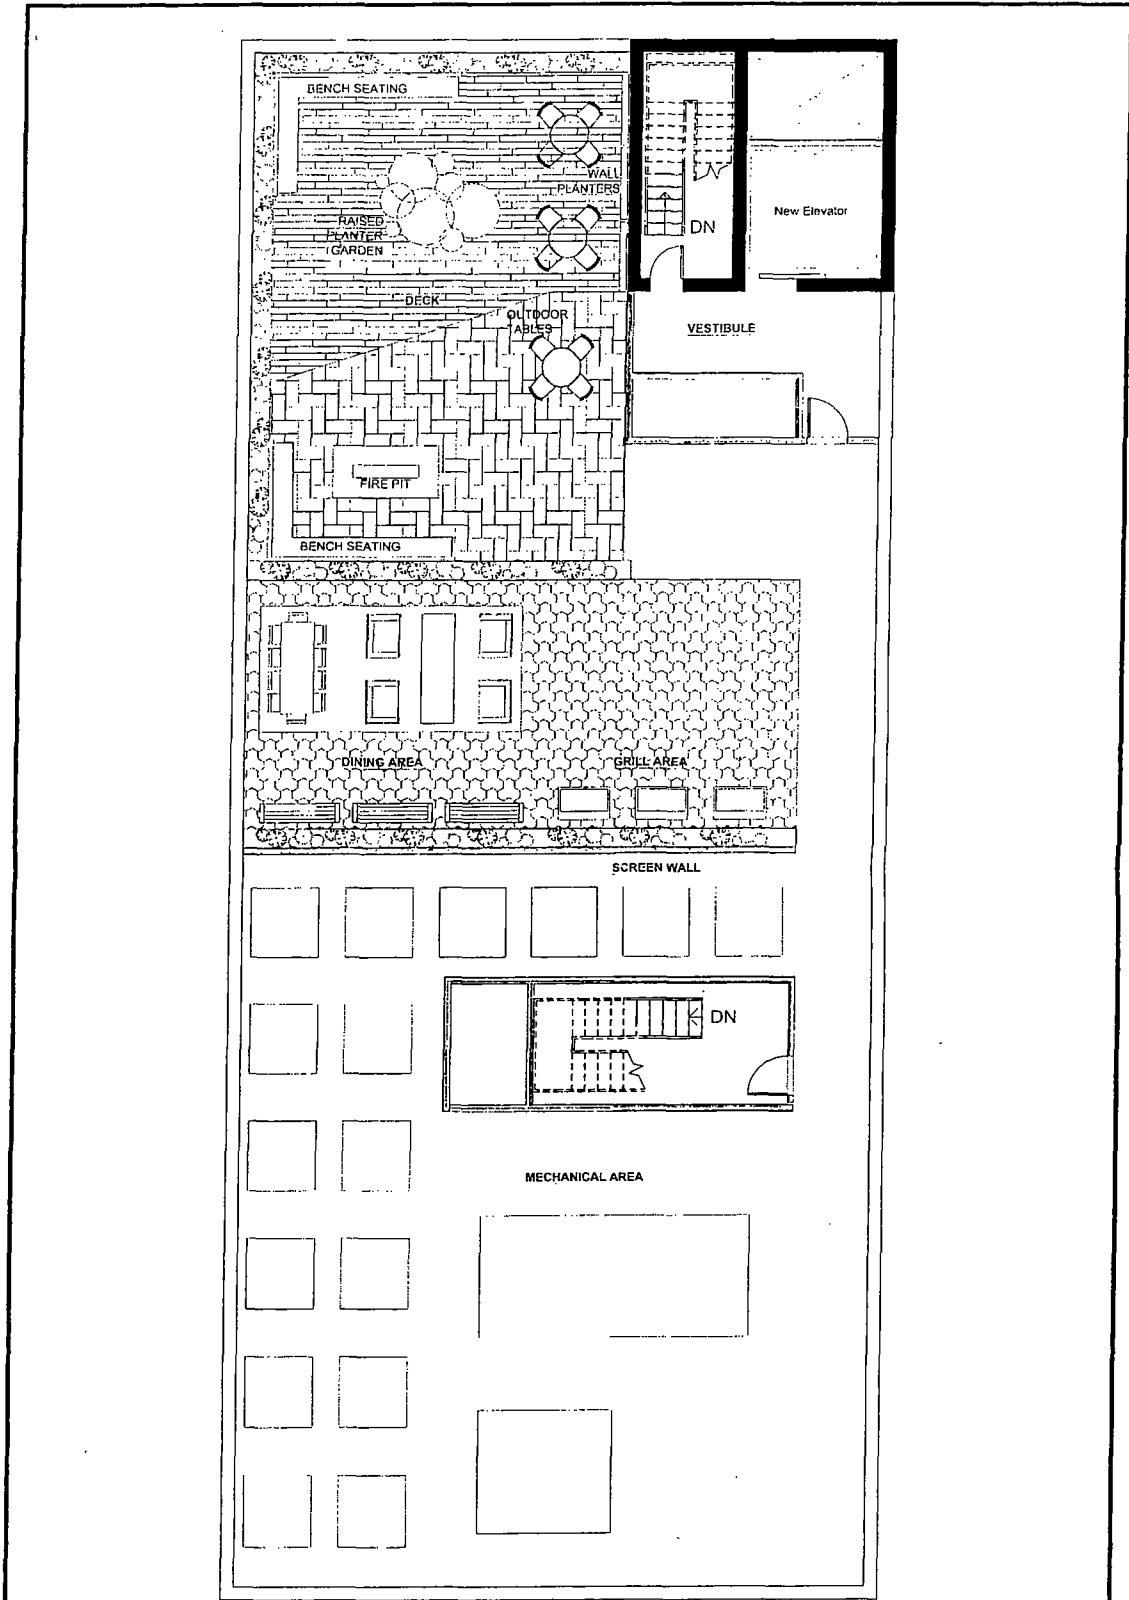 BENCH SEATING
WALL
PLANTERS
New Elevator
RAISED
PLANTER
GARDEN
DN
DECK
OUTDOOR
TABLES
VESTIBULE
FIRE PIT
BENCH SEATING
DINING AREA
GRILL AREA
SCREEN WALL
DN
MECHANICAL AREA